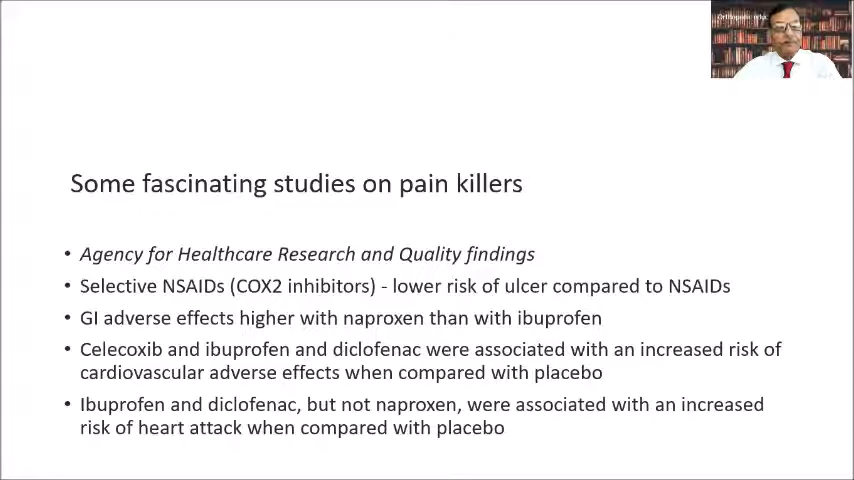 Some fascinating studies on pain killers
• Agency for Healthcare Research and Quality findings
• Selective NSAIDs (COX2 inhibitors) - lower risk of ulcer compared to NSAIDs
• GI adverse effects higher with naproxen than with ibuprofen
• Celecoxib and ibuprofen and diclofenac were associated with an increased risk of
cardiovascular adverse effects when compared with placebo
• Ibuprofen and diclofenac, but not naproxen, were associated with an increased
risk of heart attack when compared with placebo